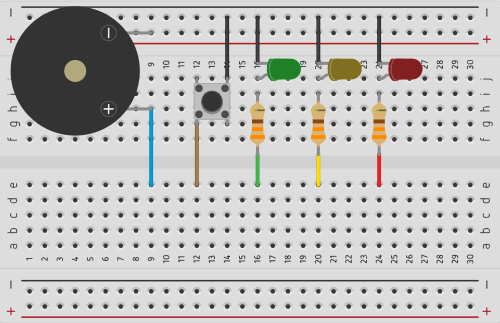 − −
+ +
9 10 11 12 13 15 17 18 19 21 22 23 25 26 27 28 29 30
j
i i
h h
g g
f f
+
e e
d d
c c
b b
a a
1 2 3 4 5 6 7 8 9 10 11 12 13 14 15 16 17 18 19 20 21 22 23 24 25 26 27 28 29 30
− −
+ +